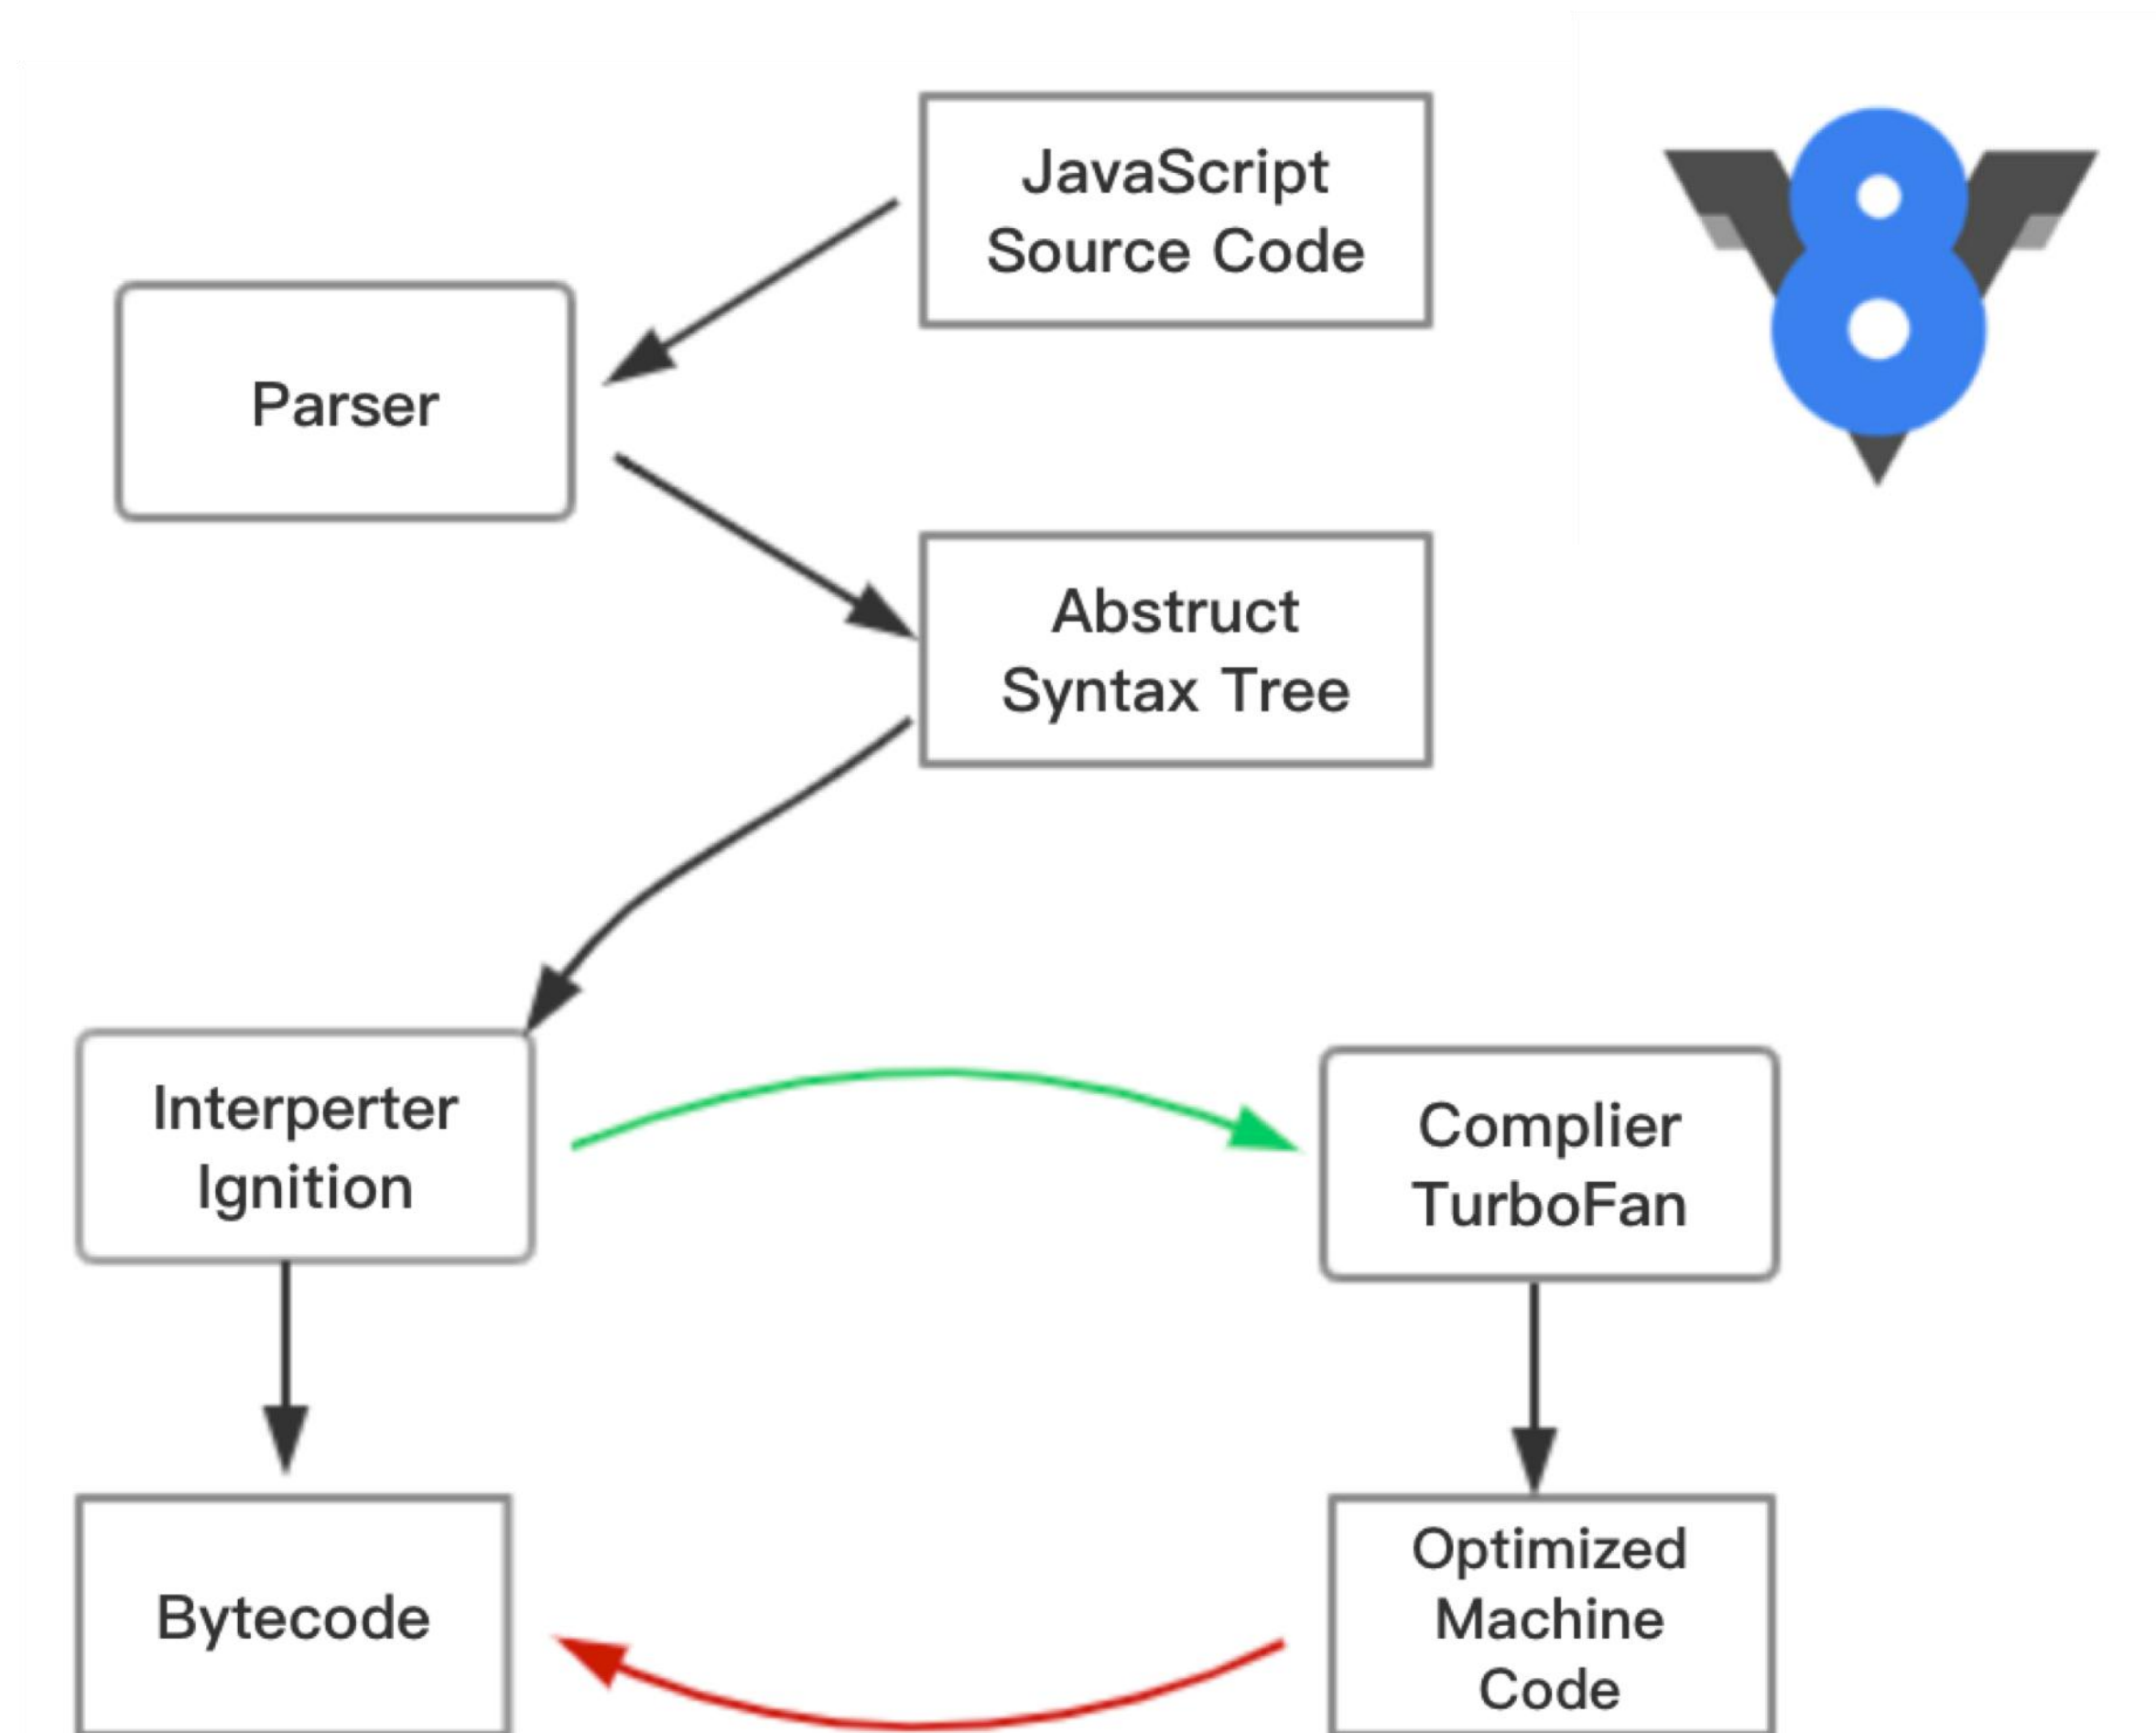 JavaScript
Source Code
Parser
Abstruct
Syntax Tree
Interperter
Ignition
Complier
TurboFan
Bytecode
Optimized
Machine
Code